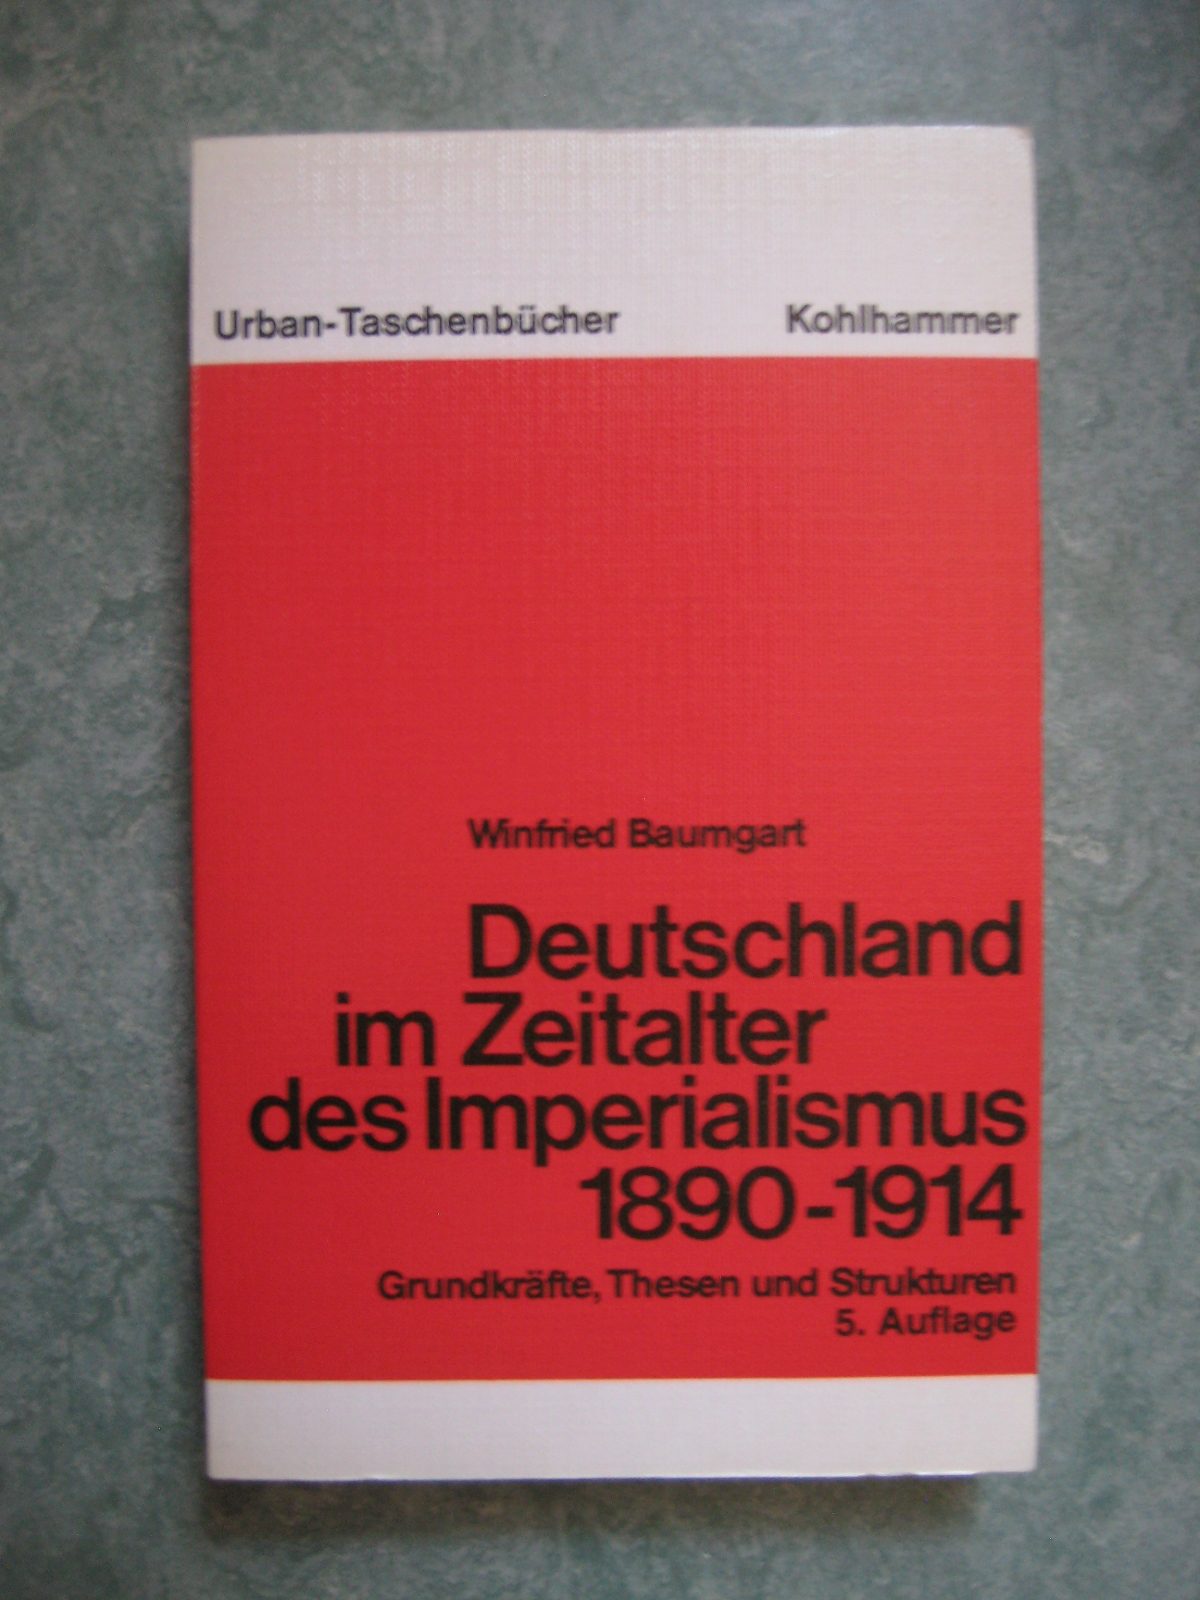 Urban-Taschenbücher Kohlhammer
Winfried Baumgart
Deutschland
im Zeitalter
des Imperialismus
1890-1914
Grundkräfte, Thesen und Strukturen
5. Auflage